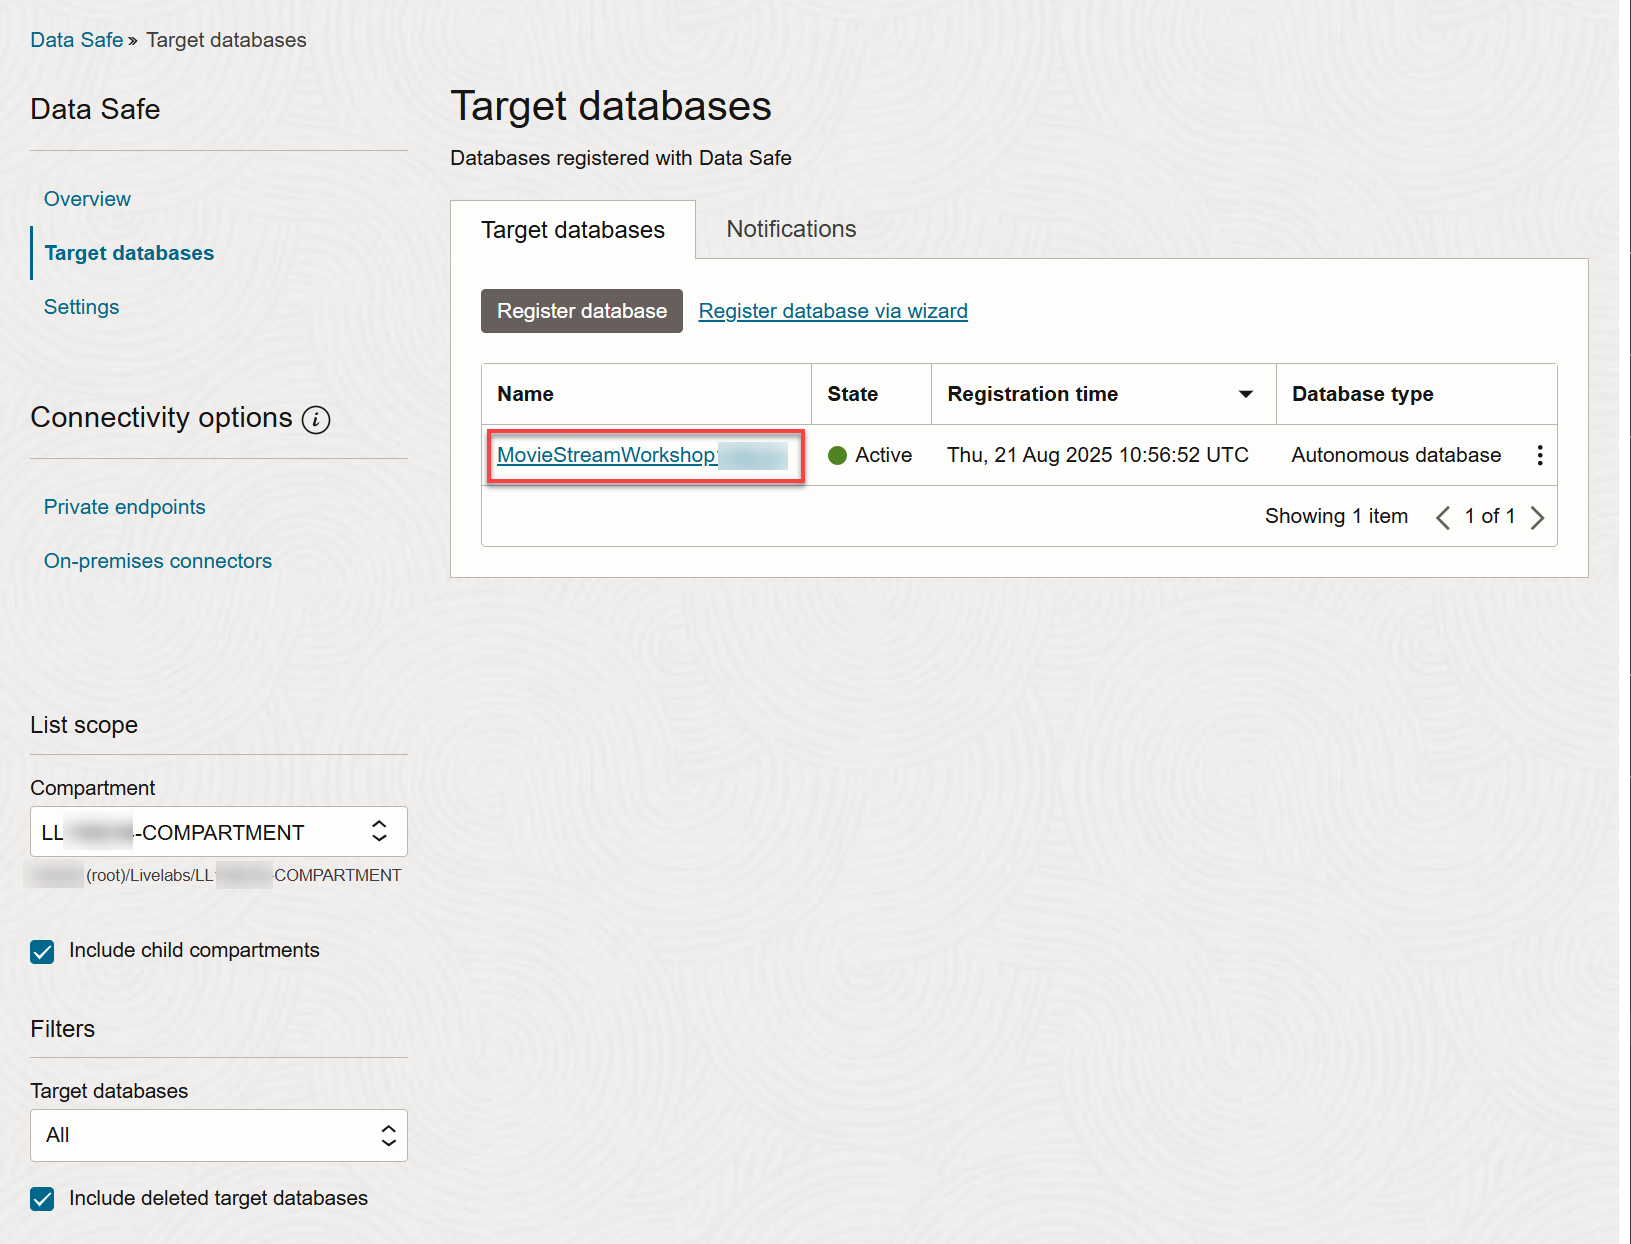 Data Safe » Target databases
Data Safe
Overview
Target databases
Settings
Connectivity options i
Private endpoints
On-premises connectors
List scope
Compartment
LL -COMPARTMENT
(root)/Livelabs/LL -COMPARTMENT
Include child compartments
Filters
Target databases
All
Include deleted target databases
Target databases
Databases registered with Data Safe
Target databases Notifications
Register database Register database via wizard
Name State Registration time Database type
MovieStreamWorkshop Active Thu, 21 Aug 2025 10:56:52 UTC Autonomous database
Showing 1 item 1 of 1